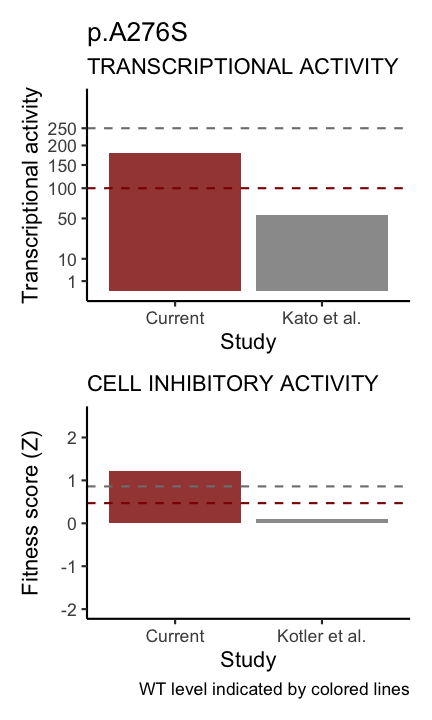 p.A276S
TRANSCRIPTIONAL ACTIVITY
Transcriptional activity
250
200
150
100
50
10
1
Current
Kato et al.
Study
CELL INHIBITORY ACTIVITY
Fitness score (Z)
2
1
0
-1
-2
Current
Kotler et al.
Study
WT level indicated by colored lines